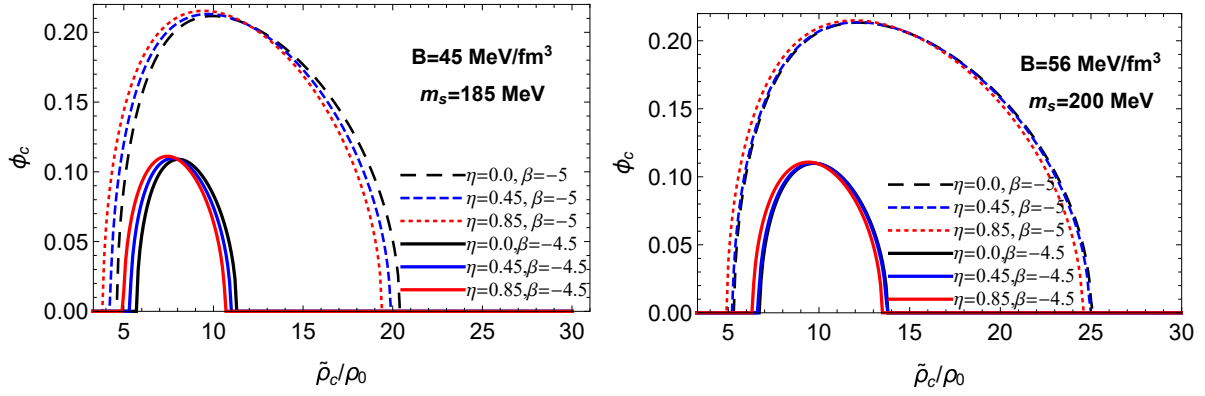 0.20
0.15
0.10
0.05
0.00
ϕc
B=45 MeV/fm³
ms=185 MeV
η=0.0, β=−5
η=0.45, β=−5
η=0.85, β=−5
η=0.0,β=−4.5
η=0.45,β=−4.5
η=0.85,β=−4.5
5 10 15 20 25 30
ρ̃c/ρ0
0.20
0.15
0.10
0.05
0.00
ϕc
B=56 MeV/fm³
ms=200 MeV
η=0.0, β=−5
η=0.45, β=−5
η=0.85, β=−5
η=0.0,β=−4.5
η=0.45,β=−4.5
η=0.85,β=−4.5
5 10 15 20 25 30
ρ̃c/ρ0